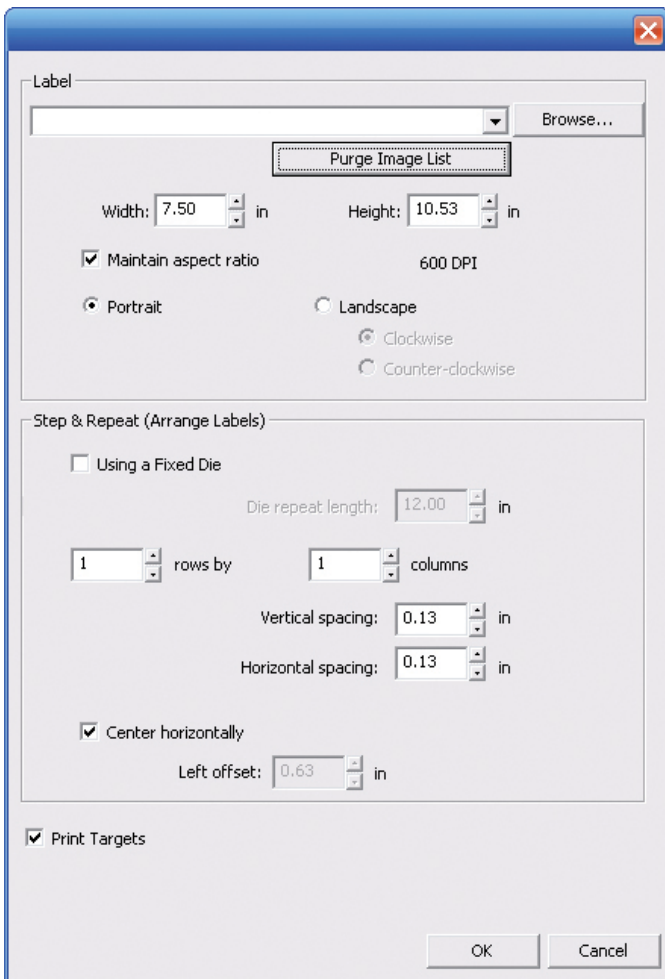 Label
Browse...
Purge Image List
Width: 7.50 in Height: 10.53 in
Maintain aspect ratio 600 DPI
Portrait Landscape
Clockwise
Counter-clockwise
Step & Repeat (Arrange Labels)
Using a Fixed Die
Die repeat length: 12.00 in
1 rows by 1 columns
Vertical spacing: 0.13 in
Horizontal spacing: 0.13 in
Center horizontally
Left offset: 0.63 in
Print Targets
OK Cancel